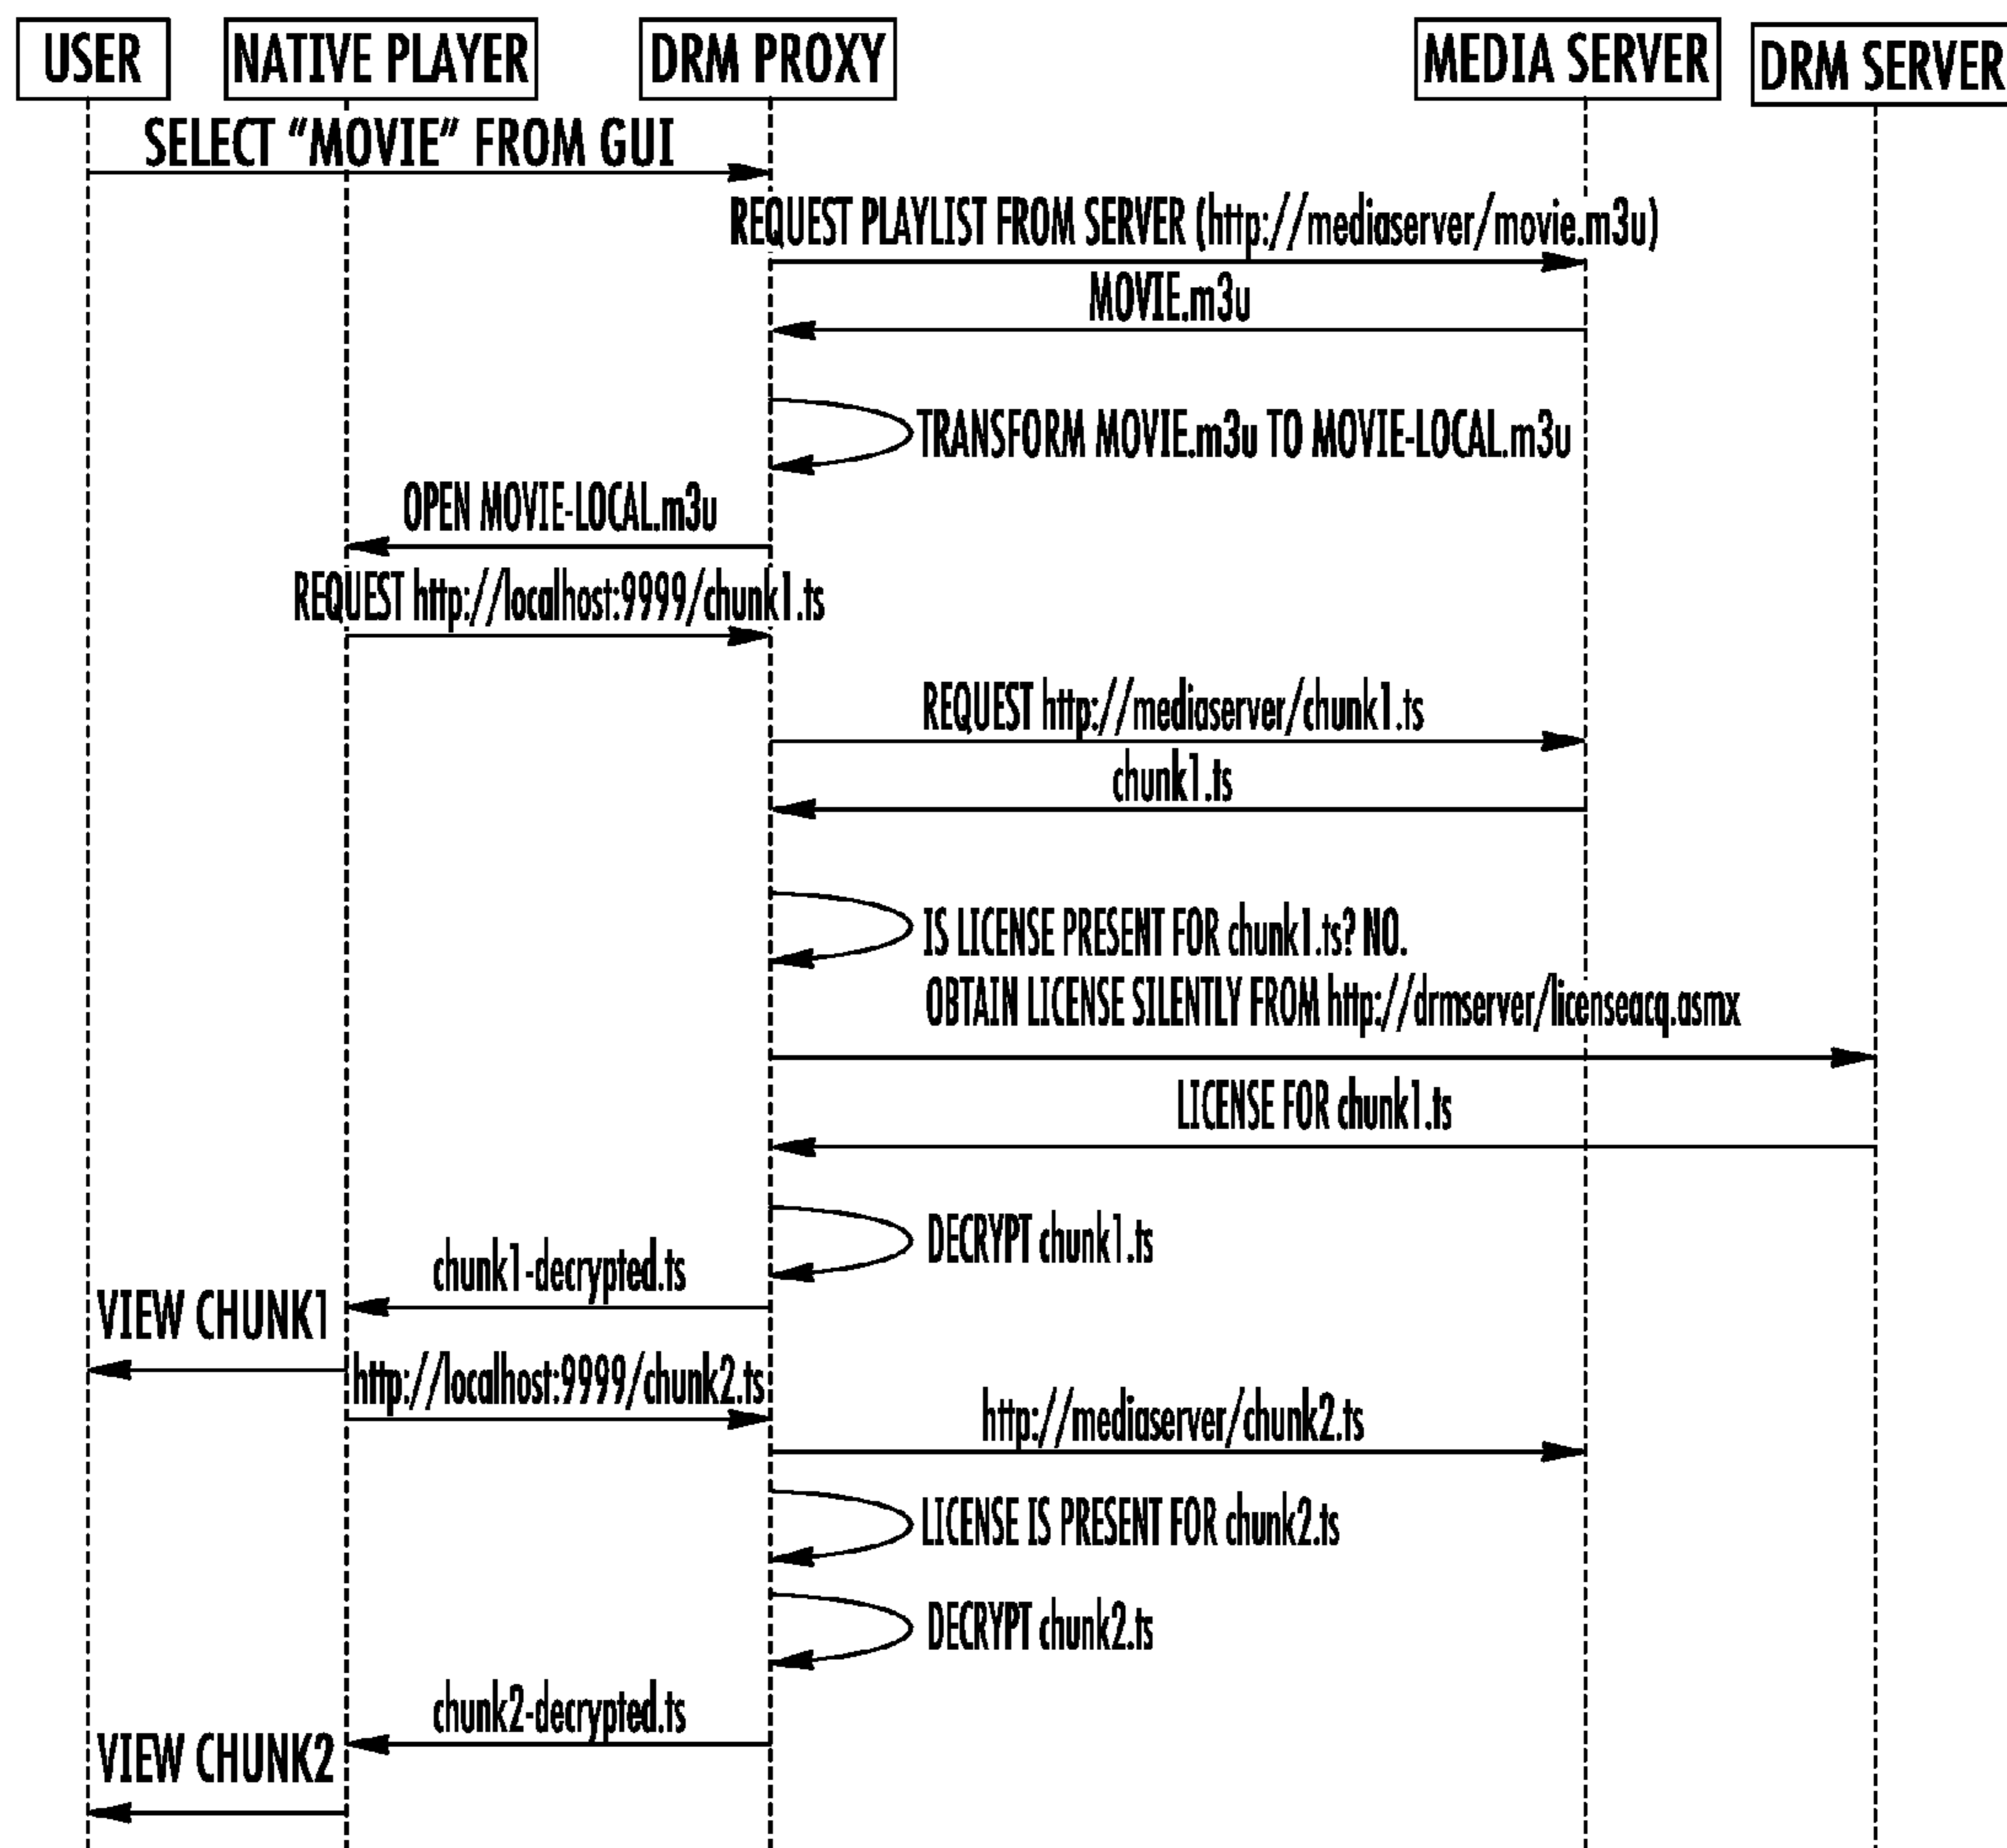 USER
NATIVE PLAYER
DRM PROXY
MEDIA SERVER
DRM SERVER
SELECT “MOVIE” FROM GUI
REQUEST PLAYLIST FROM SERVER (http://mediaserver/movie.m3u)
MOVIE.m3u
TRANSFORM MOVIE.m3u TO MOVIE-LOCAL.m3u
OPEN MOVIE-LOCAL.m3u
REQUEST http://localhost:9999/chunk1.ts
REQUEST http://mediaserver/chunk1.ts
chunk1.ts
IS LICENSE PRESENT FOR chunk1.ts? NO.
OBTAIN LICENSE SILENTLY FROM http://drmserver/licenseacq.asmx
LICENSE FOR chunk1.ts
DECRYPT chunk1.ts
chunk1-decrypted.ts
VIEW CHUNK1
http://localhost:9999/chunk2.ts
http://mediaserver/chunk2.ts
LICENSE IS PRESENT FOR chunk2.ts
DECRYPT chunk2.ts
chunk2-decrypted.ts
VIEW CHUNK2